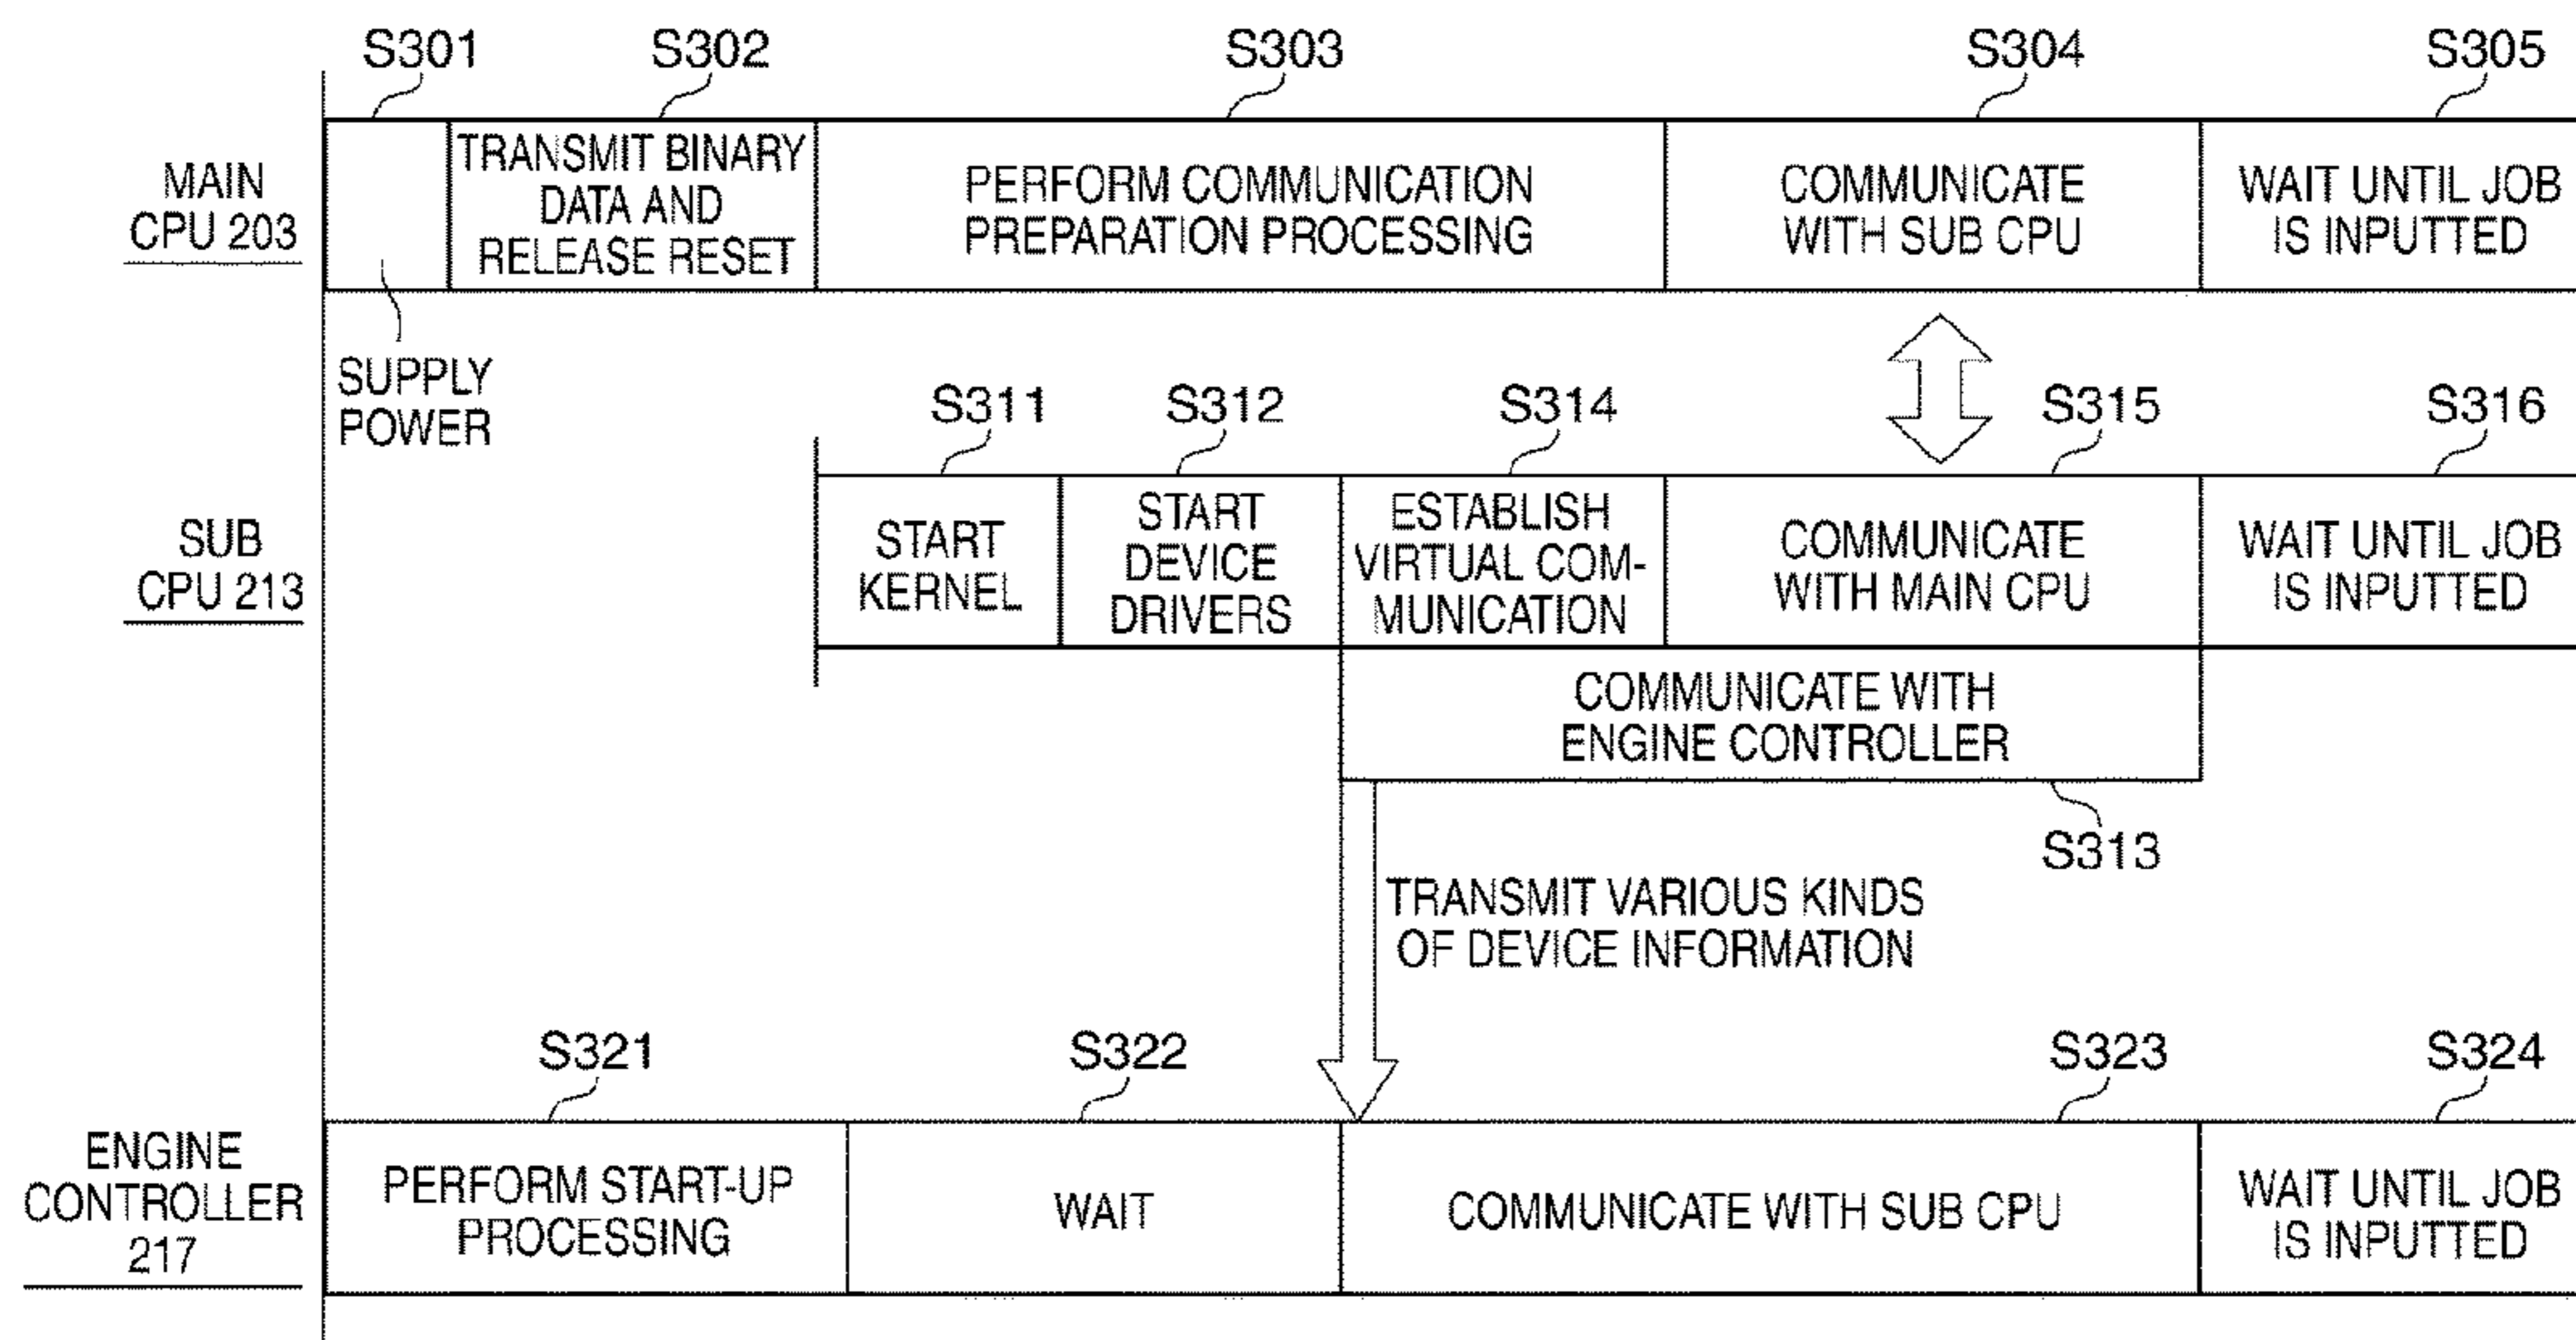 S301
S302
S303
S304
S305
MAIN
CPU 203
TRANSMIT BINARY
DATA AND
RELEASE RESET
PERFORM COMMUNICATION
PREPARATION PROCESSING
COMMUNICATE
WITH SUB CPU
WAIT UNTIL JOB
IS INPUTTED
SUPPLY
POWER
S311
S312
S314
S315
S316
SUB
CPU 213
START
KERNEL
START
DEVICE
DRIVERS
ESTABLISH
VIRTUAL COM-
MUNICATION
COMMUNICATE
WITH MAIN CPU
WAIT UNTIL JOB
IS INPUTTED
COMMUNICATE WITH
ENGINE CONTROLLER
S313
TRANSMIT VARIOUS KINDS
OF DEVICE INFORMATION
S321
S322
S323
S324
ENGINE
CONTROLLER
217
PERFORM START-UP
PROCESSING
WAIT
COMMUNICATE WITH SUB CPU
WAIT UNTIL JOB
IS INPUTTED